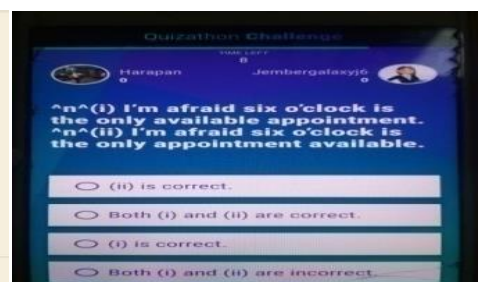 Quizathon Challenge
TIME LEFT
8
Harapan
0
Jembergalaxyj6
0
^n^(i) I'm afraid six o'clock is
the only available appointment.
^n^(ii) I'm afraid six o'clock is
the only appointment available.
(ii) is correct.
Both (i) and (ii) are correct.
(i) is correct.
Both (i) and (ii) are incorrect.